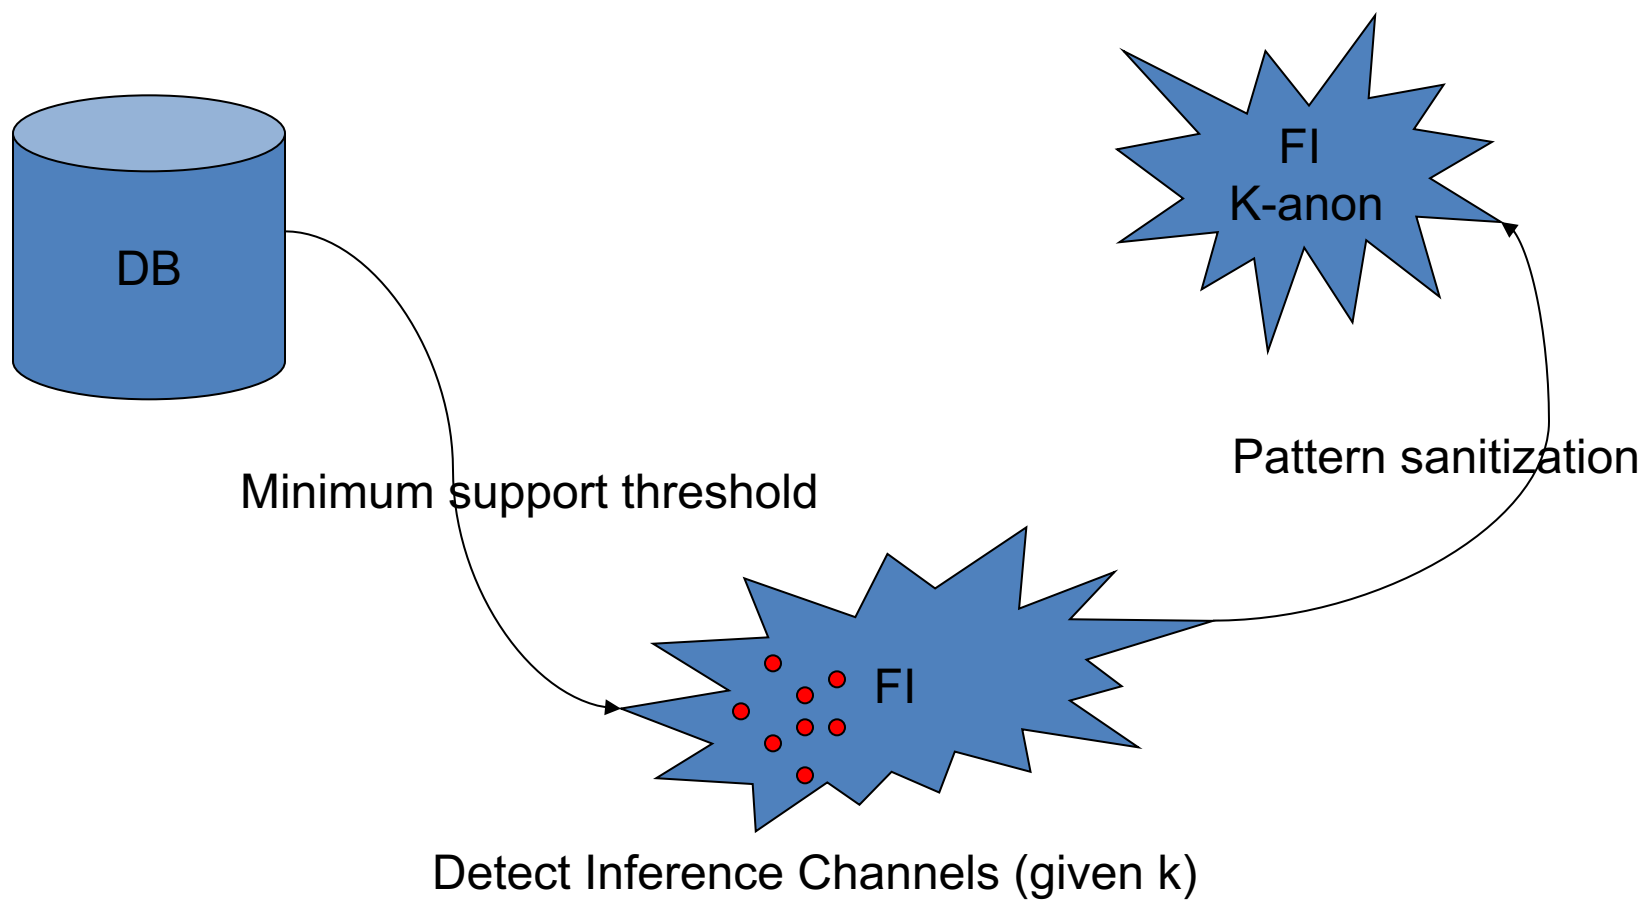 FI
K-anon
DB
Pattern sanitization
Minimum support threshold
FI
Detect Inference Channels (given k)